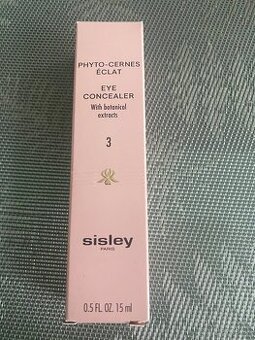 PHYTO-CERNES
ÉCLAT
EYE
CONCEALER
With botanical
extracts
3
sisley
PARIS
0.5 FL. OZ. 15 ml